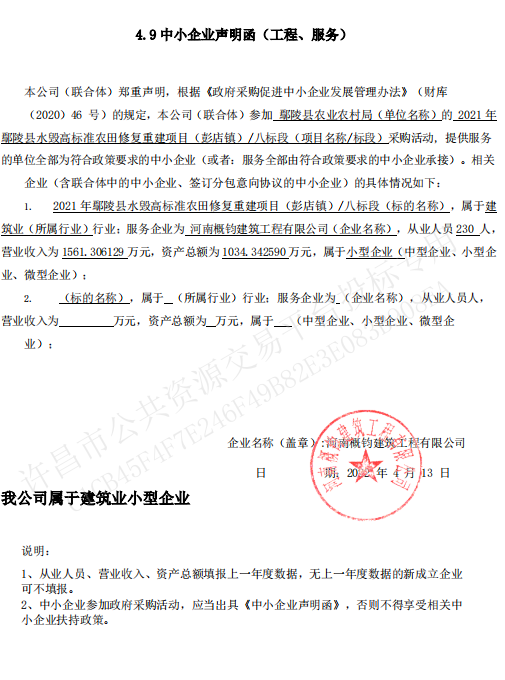 4.9 中小企业声明函（工程、服务）
本公司（联合体）郑重声明，根据《政府采购促进中小企业发展管理办法》（财库
（2020）46 号）的规定，本公司（联合体）参加 鄢陵县农业农村局（单位名称）的 2021 年
鄢陵县水毁高标准农田修复重建项目（彭店镇）/八标段（项目名称/标段）采购活动，提供服务
的单位全部为符合政策要求的中小企业（或者：服务全部由符合政策要求的中小企业承接）。相关
企业（含联合体中的中小企业、签订分包意向协议的中小企业）的具体情况如下：
1. 2021 年鄢陵县水毁高标准农田修复重建项目（彭店镇）/八标段（标的名称），属于建
筑业（所属行业）行业；服务企业为 河南概钧建筑工程有限公司（企业名称），从业人员 230 人，
营业收入为 1561.306129 万元，资产总额为 1034.342590 万元，属于小型企业（中型企业、小型企
业、微型企业）；
2. （标的名称），属于 （所属行业）行业；服务企业为 （企业名称），从业人员人，
营业收入为 万元，资产总额为 万元，属于 （中型企业、小型企业、微型企
业）；
企业名称（盖章）：河南概钧建筑工程有限公司
日 期：2022 年 4 月 13 日
我公司属于建筑业小型企业
说明：
1、从业人员、营业收入、资产总额填报上一年度数据，无上一年度数据的新成立企业
可不填报。
2、中小企业参加政府采购活动，应当出具《中小企业声明函》，否则不得享受相关中
小企业扶持政策。
许昌市公共资源交易平台投标专用